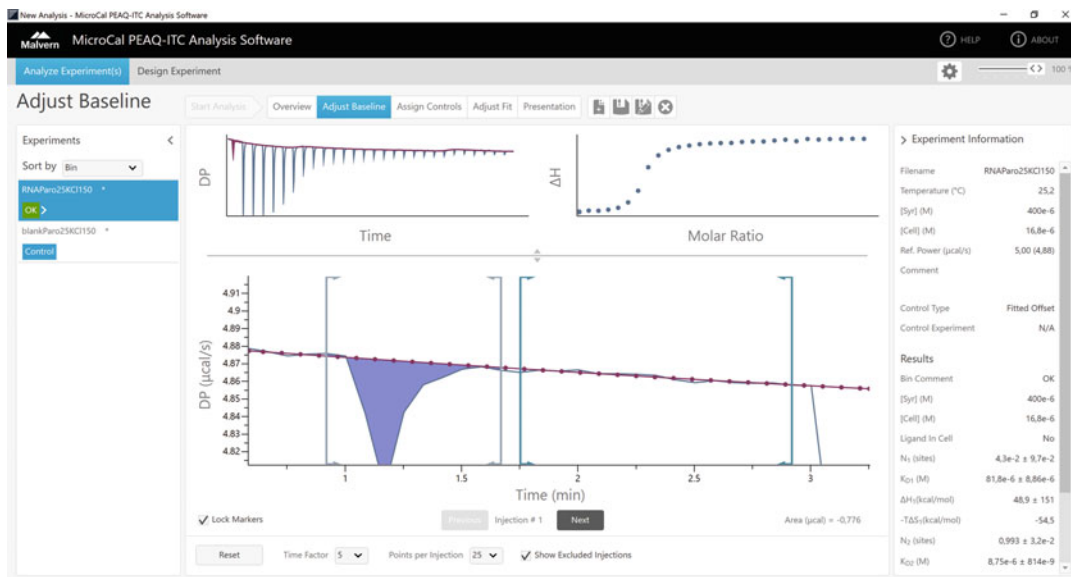 New Analysis - MicroCal PEAQ-ITC Analysis Software
Malvern MicroCal PEAQ-ITC Analysis Software
? HELP
i ABOUT
Analyze Experiment(s) Design Experiment
100 %
Adjust Baseline
Start Analysis Overview Adjust Baseline Assign Controls Adjust Fit Presentation
Experiments
Sort by Bin
RNAParo25KCl150 *
OK
blankParo25KCl150 *
Control
DP
Time
ΔH
Molar Ratio
4.91
4.9
4.89
4.88
4.87
4.86
4.85
4.84
4.83
4.82
DP (µcal/s)
1 1.5 2 2.5 3
Time (min)
Lock Markers
Previous Injection # 1 Next
Area (µcal) = -0,776
Reset Time Factor 5 Points per Injection 25 Show Excluded Injections
Experiment Information
Filename RNAParo25KCl150
Temperature (°C) 25,2
[Syr] (M) 400e-6
[Cell] (M) 16,8e-6
Ref. Power (µcal/s) 5,00 (4,88)
Comment
Control Type Fitted Offset
Control Experiment N/A
Results
Bin Comment OK
[Syr] (M) 400e-6
[Cell] (M) 16,8e-6
Ligand In Cell No
N₁ (sites) 4,3e-2 ± 9,7e-2
K_D1 (M) 81,8e-6 ± 8,86e-6
ΔH₁(kcal/mol) 48,9 ± 151
-TΔS₁(kcal/mol) -54,5
N₂ (sites) 0,993 ± 3,2e-2
K_D2 (M) 8,75e-6 ± 814e-9